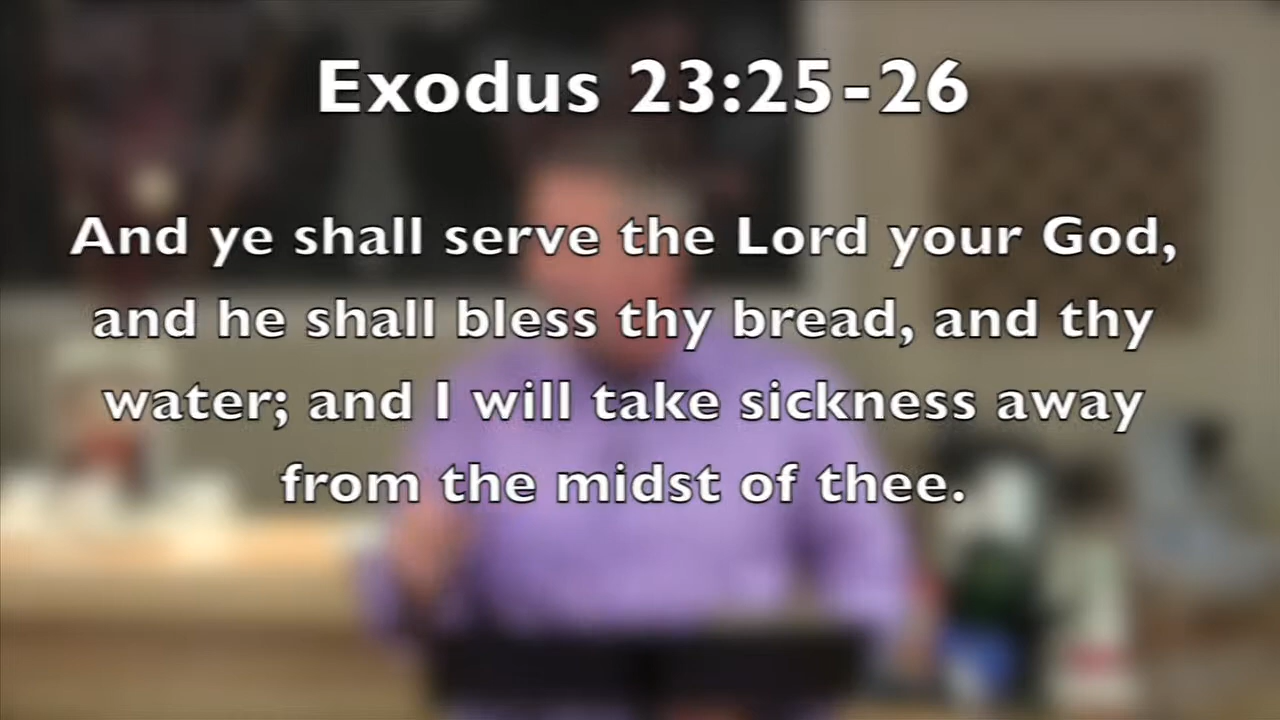 Exodus 23:25-26
And ye shall serve the Lord your God,
and he shall bless thy bread, and thy
water; and I will take sickness away
from the midst of thee.